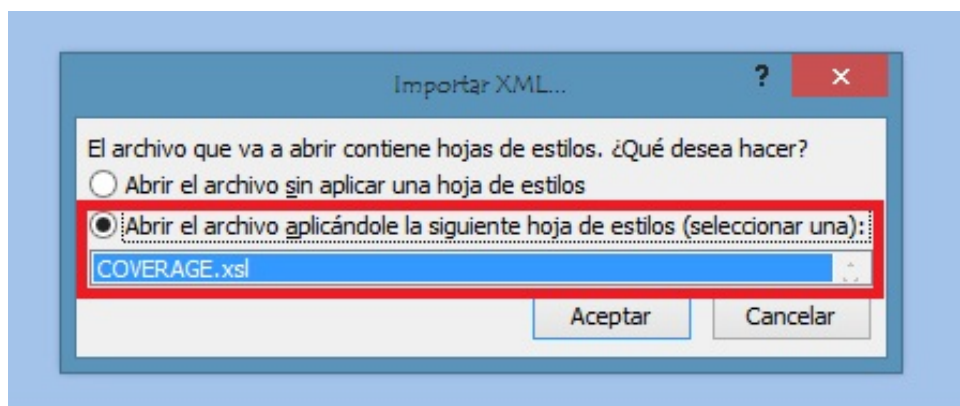 Importar XML...
?
×
El archivo que va a abrir contiene hojas de estilos. ¿Qué desea hacer?
Abrir el archivo sin aplicar una hoja de estilos
Abrir el archivo aplicándole la siguiente hoja de estilos (seleccionar una):
COVERAGE.xsl
Aceptar Cancelar